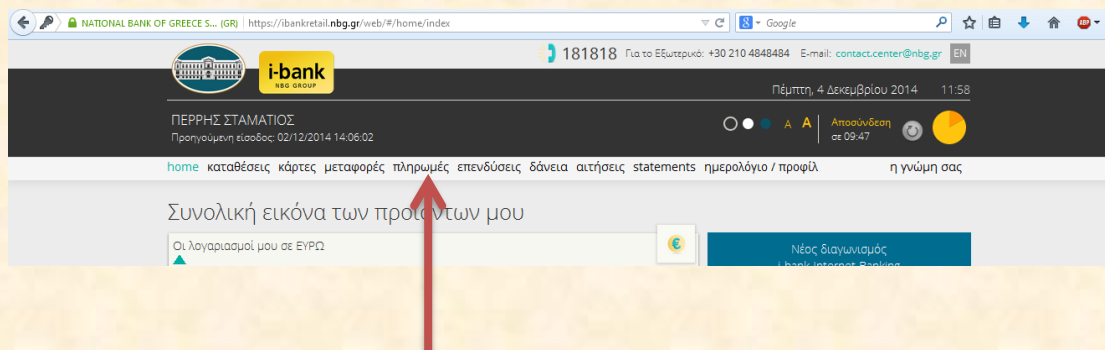 NATIONAL BANK OF GREECE S... (GR) https://ibankretail.nbg.gr/web/#/home/index Google ABP
181818 Για το Εξωτερικό: +30 210 4848484 E-mail: contact.center@nbg.gr EN
i-bank
NBG GROUP
Πέμπτη, 4 Δεκεμβρίου 2014 11:58
ΠΕΡΡΗΣ ΣΤΑΜΑΤΙΟΣ
Προηγούμενη είσοδος: 02/12/2014 14:06:02
A A Αποσύνδεση
σε 09:47
home καταθέσεις κάρτες μεταφορές πληρωμές επενδύσεις δάνεια αιτήσεις statements ημερολόγιο / προφίλ η γνώμη σας
Συνολική εικόνα των προϊόντων μου
Οι λογαριασμοί μου σε ΕΥΡΩ
€
Νέος διαγωνισμός
i-bank Internet Banking